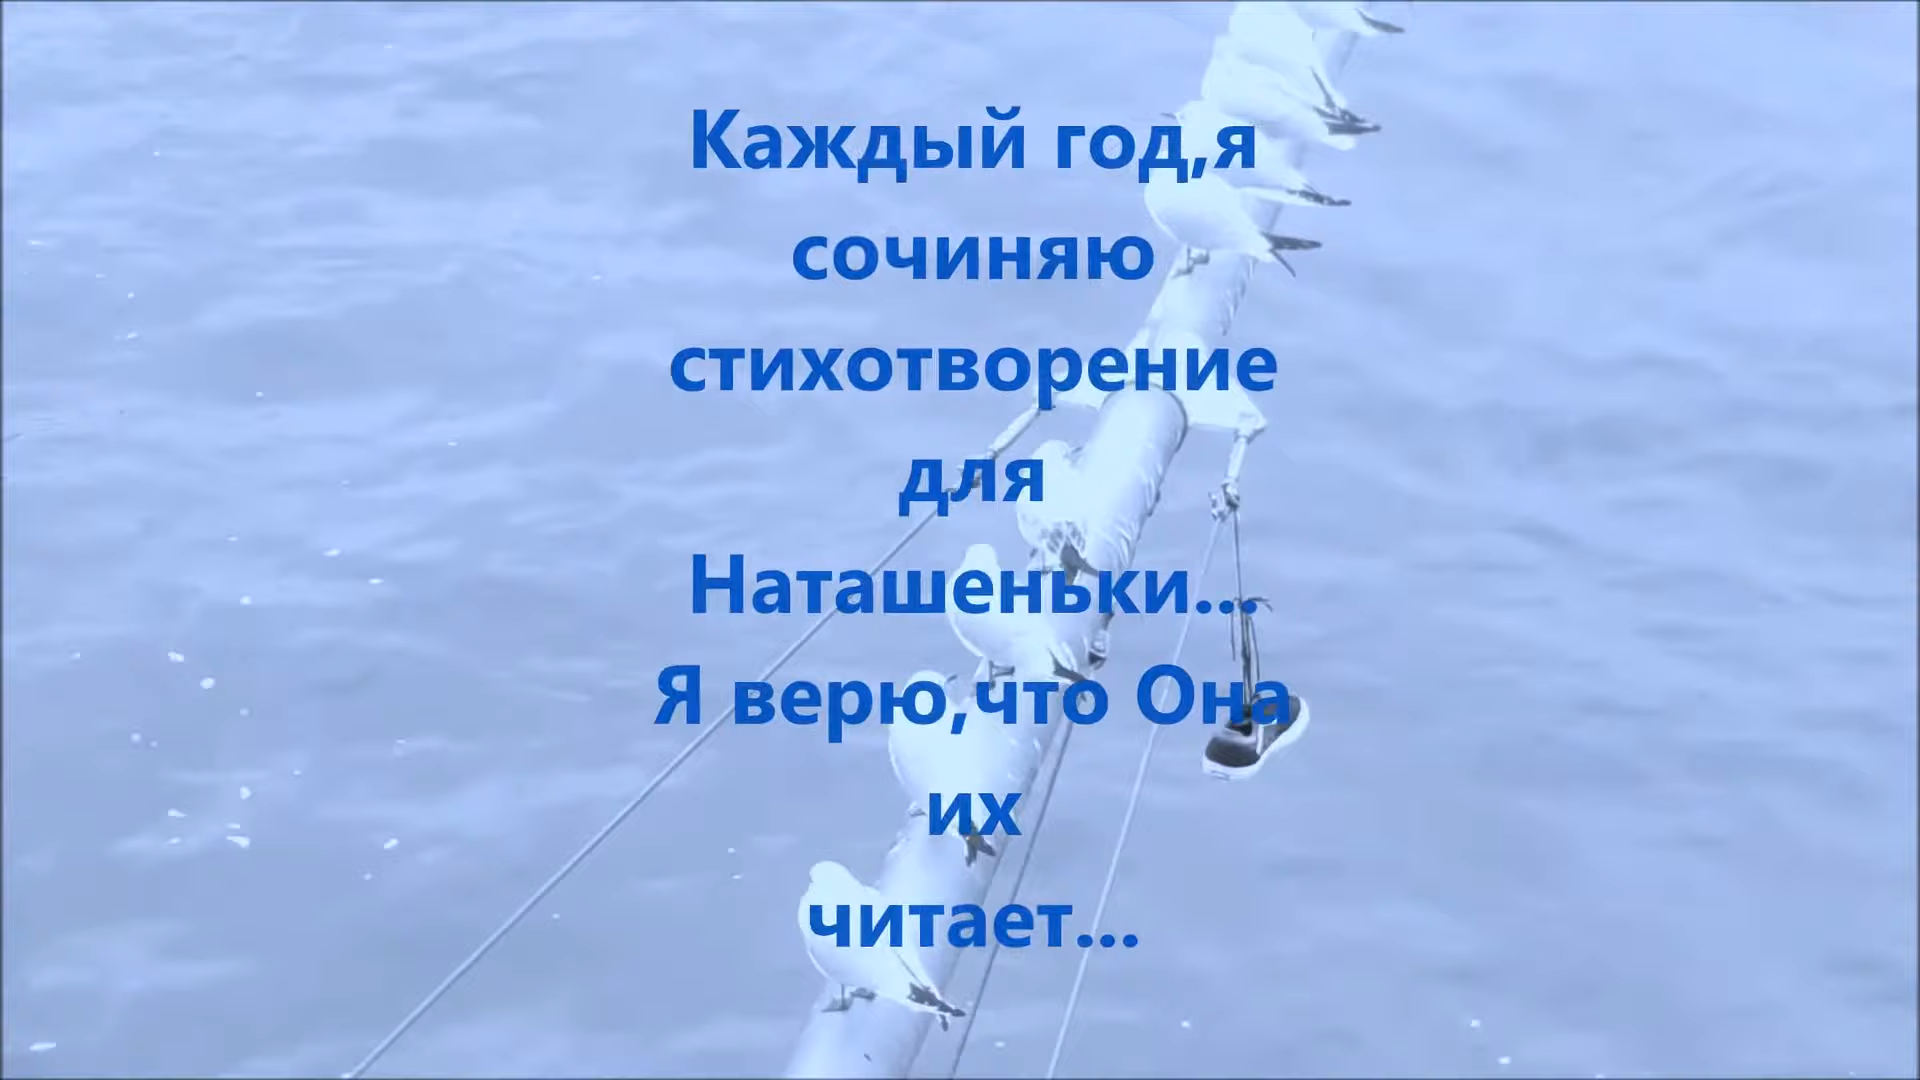 Каждый год,я
сочиняю
стихотворение
для
Наташеньки...
Я верю,что Она
их
читает...